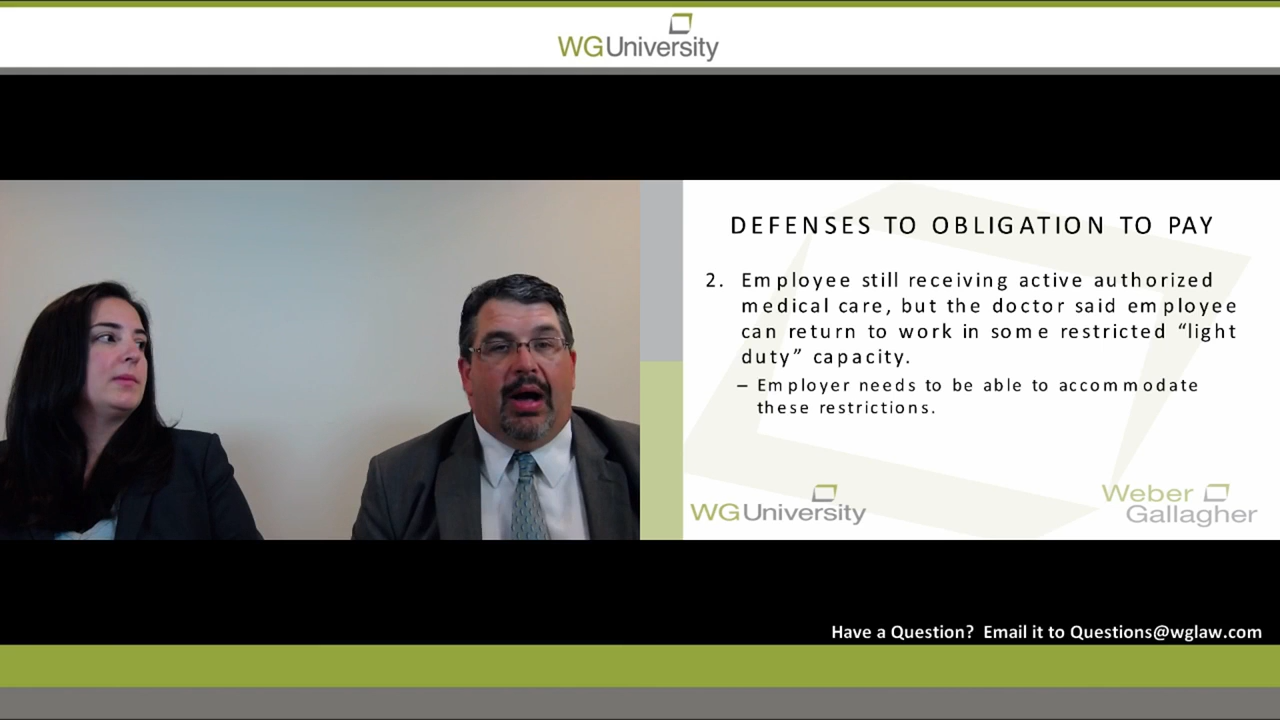 WGUniversity
DEFENSES TO OBLIGATION TO PAY
2. Employee still receiving active authorized
medical care, but the doctor said employee
can return to work in some restricted “light
duty” capacity.
– Employer needs to be able to accommodate
these restrictions.
WGUniversity
Weber
Gallagher
Have a Question? Email it to Questions@wglaw.com